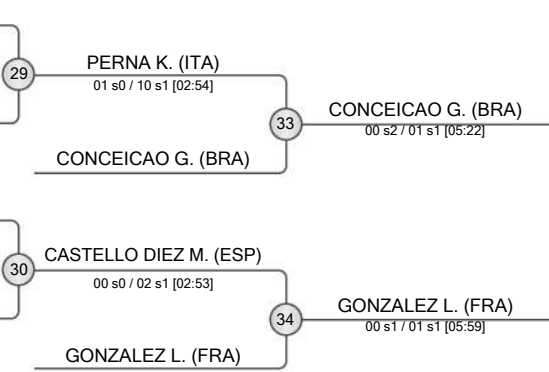 29
PERNA K. (ITA)
01 s0 / 10 s1 [02:54]
33
CONCEICAO G. (BRA)
00 s2 / 01 s1 [05:22]
CONCEICAO G. (BRA)
30
CASTELLO DIEZ M. (ESP)
00 s0 / 02 s1 [02:53]
34
GONZALEZ L. (FRA)
00 s1 / 01 s1 [05:59]
GONZALEZ L. (FRA)